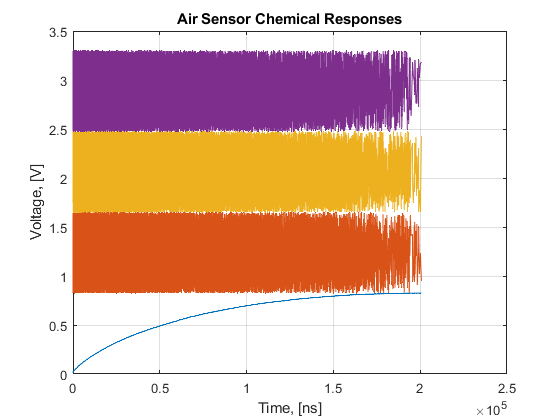 Air Sensor Chemical Responses
3.5
3
2.5
2
1.5
1
0.5
0
Voltage, [V]
0 0.5 1 1.5 2 2.5
Time, [ns]
×10^5